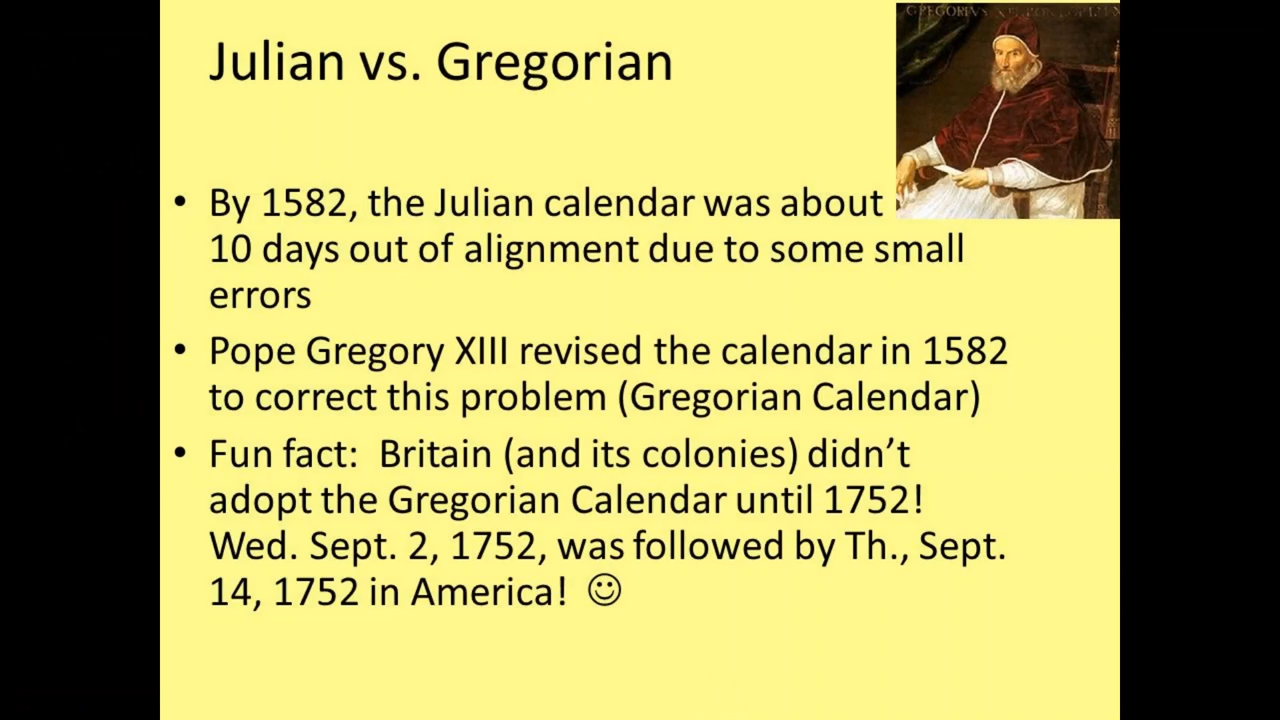 Julian vs. Gregorian
• By 1582, the Julian calendar was about
10 days out of alignment due to some small
errors
• Pope Gregory XIII revised the calendar in 1582
to correct this problem (Gregorian Calendar)
• Fun fact:  Britain (and its colonies) didn’t
adopt the Gregorian Calendar until 1752!
Wed. Sept. 2, 1752, was followed by Th., Sept.
14, 1752 in America! ☺